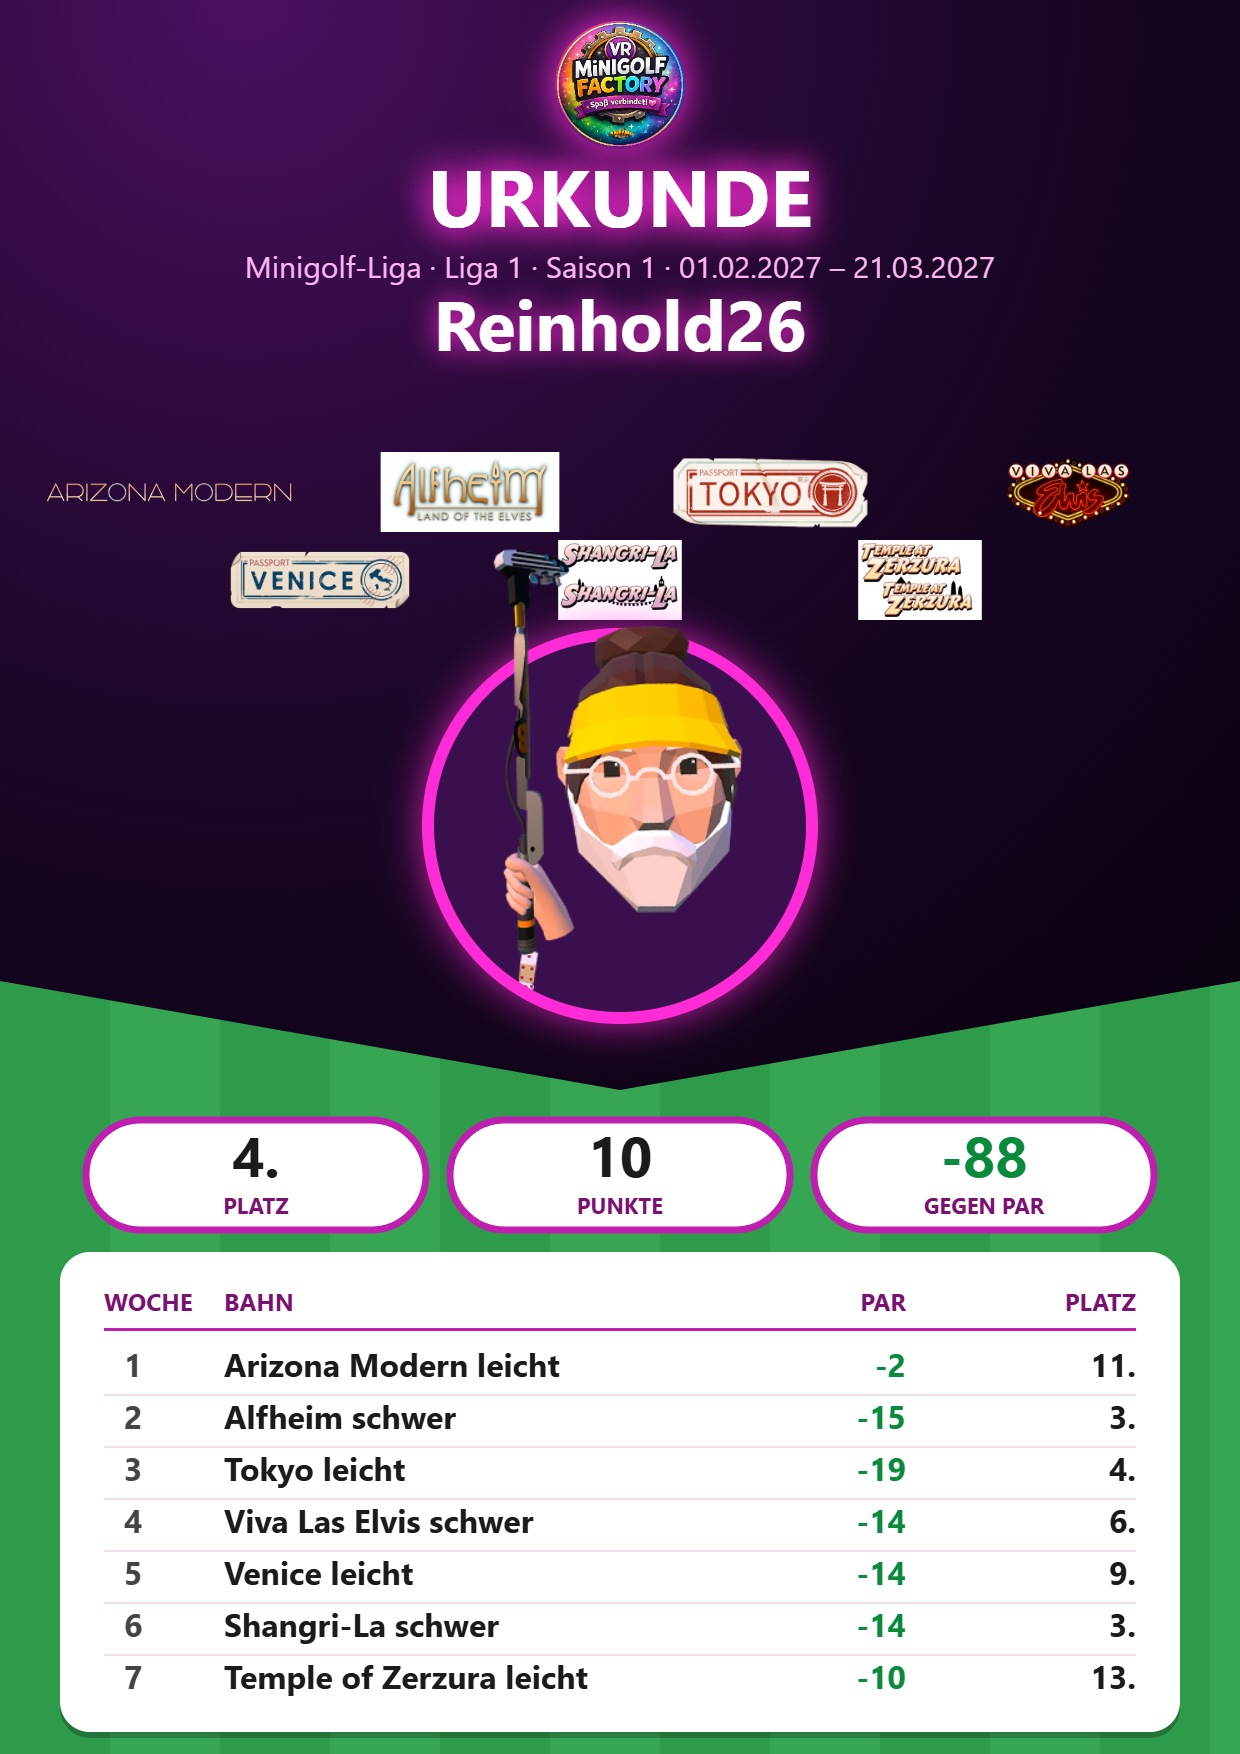 VR
MINIGOLF
FACTORY
Spaß verbindet!
URKUNDE
Minigolf-Liga · Liga 1 · Saison 1 · 01.02.2027 – 21.03.2027
Reinhold26
ARIZONA MODERN
Alfheim
LAND OF THE ELVES
PASSPORT
TOKYO
VIVA LAS
Elvis
PASSPORT
VENICE
SHANGRI-LA
SHANGRI-LA
TEMPLE AT
ZERZURA
TEMPLE AT
ZERZURA
4.
PLATZ
10
PUNKTE
-88
GEGEN PAR
WOCHE BAHN PAR PLATZ
1 Arizona Modern leicht -2 11.
2 Alfheim schwer -15 3.
3 Tokyo leicht -19 4.
4 Viva Las Elvis schwer -14 6.
5 Venice leicht -14 9.
6 Shangri-La schwer -14 3.
7 Temple of Zerzura leicht -10 13.